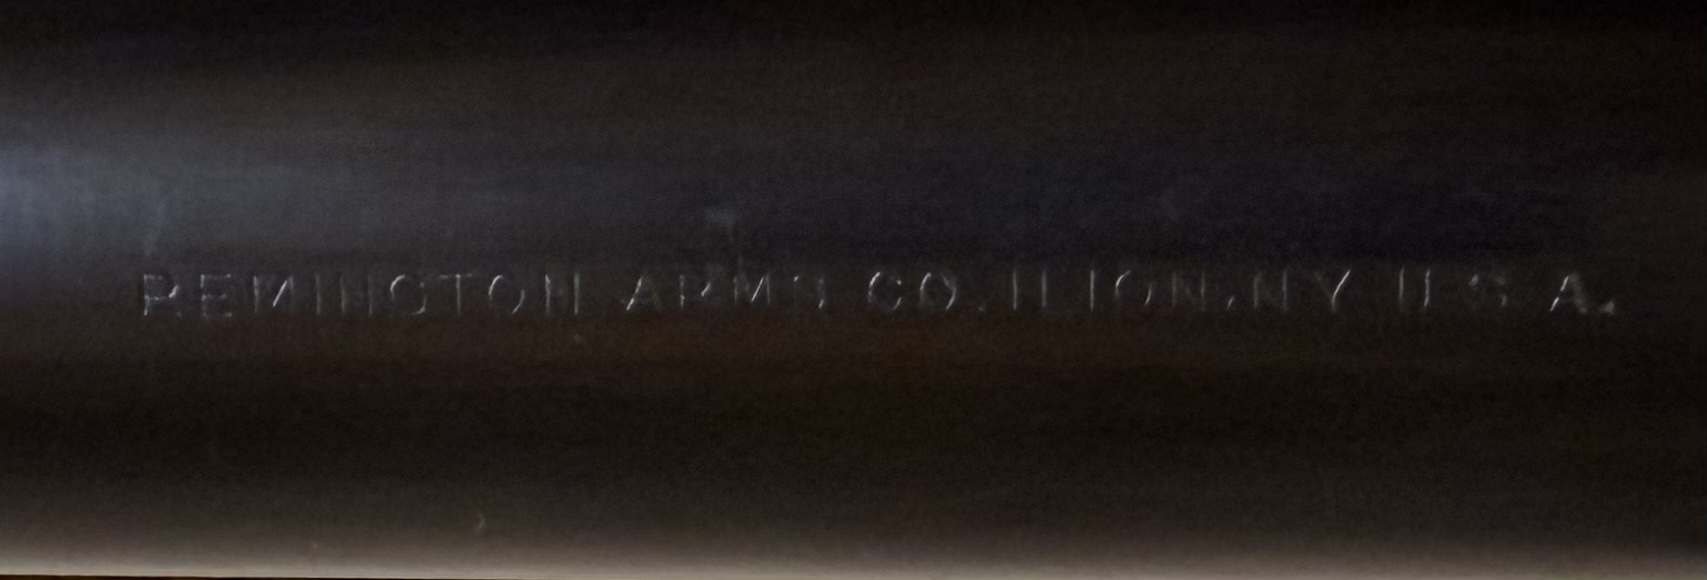 REMINGTON ARMS CO. ILION, N.Y. U.S.A.